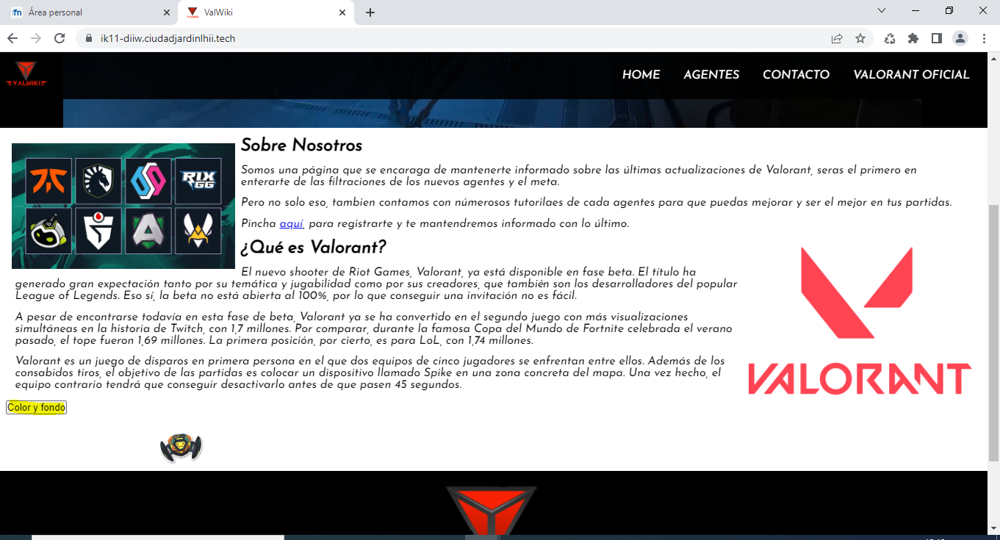 Área personal
ValWiki
ik11-diiw.ciudadjardinlhii.tech
VALWIKI
HOME AGENTES CONTACTO VALORANT OFICIAL
RIX.GG
Sobre Nosotros
Somos una página que se encaraga de mantenerte informado sobre las últimas actualizaciones de Valorant, seras el primero en
enterarte de las filtraciones de los nuevos agentes y el meta.
Pero no solo eso, tambien contamos con númerosos tutorilaes de cada agentes para que puedas mejorar y ser el mejor en tus partidas.
Pincha aquí, para registrarte y te mantendremos informado con lo último.
¿Qué es Valorant?
El nuevo shooter de Riot Games, Valorant, ya está disponible en fase beta. El título ha
generado gran expectación tanto por su temática y jugabilidad como por sus creadores, que también son los desarrolladores del popular
League of Legends. Eso sí, la beta no está abierta al 100%, por lo que conseguir una invitación no es fácil.
A pesar de encontrarse todavía en esta fase de beta, Valorant ya se ha convertido en el segundo juego con más visualizaciones
simultáneas en la historia de Twitch, con 1,7 millones. Por comparar, durante la famosa Copa del Mundo de Fortnite celebrada el verano
pasado, el tope fueron 1,69 millones. La primera posición, por cierto, es para LoL, con 1,74 millones.
Valorant es un juego de disparos en primera persona en el que dos equipos de cinco jugadores se enfrentan entre ellos. Además de los
consabidos tiros, el objetivo de las partidas es colocar un dispositivo llamado Spike en una zona concreta del mapa. Una vez hecho, el
equipo contrario tendrá que conseguir desactivarlo antes de que pasen 45 segundos.
VALORANT
Color y fondo